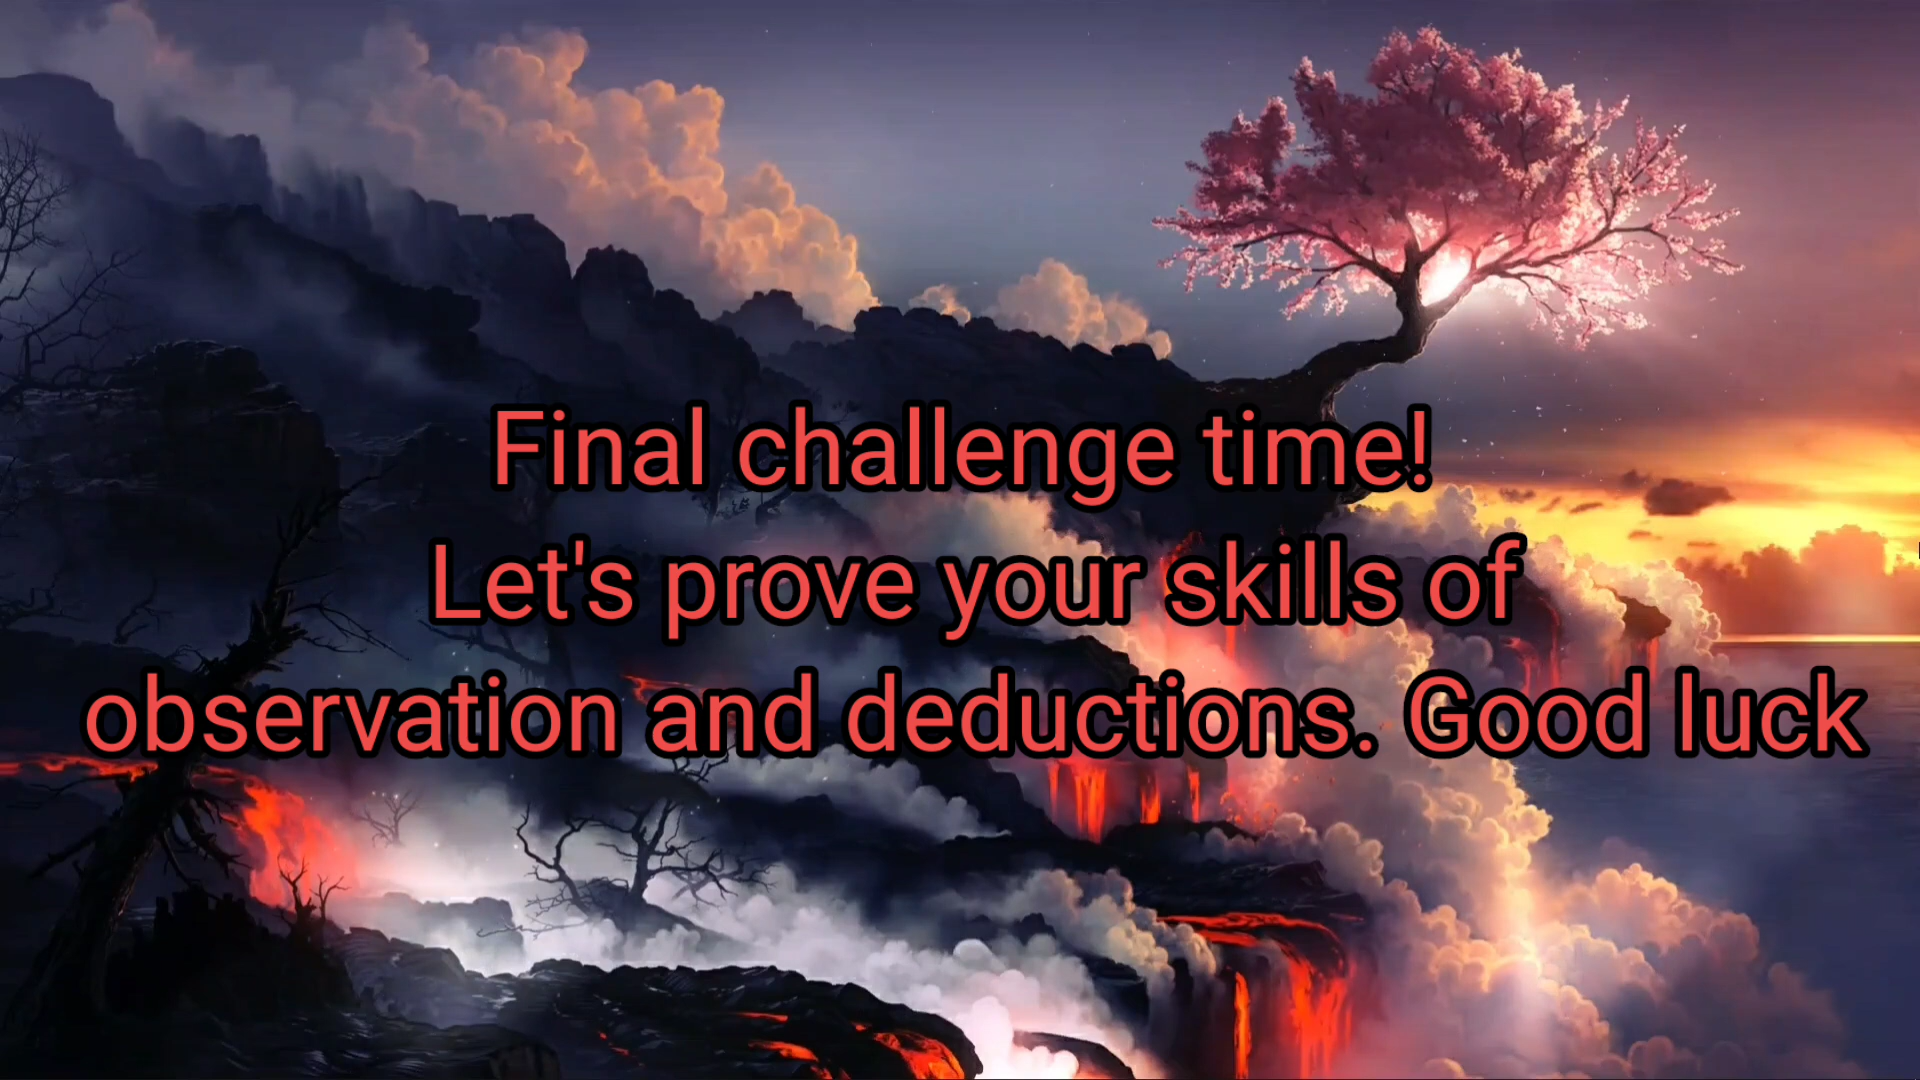 Final challenge time!
Let's prove your skills of
observation and deductions. Good luck